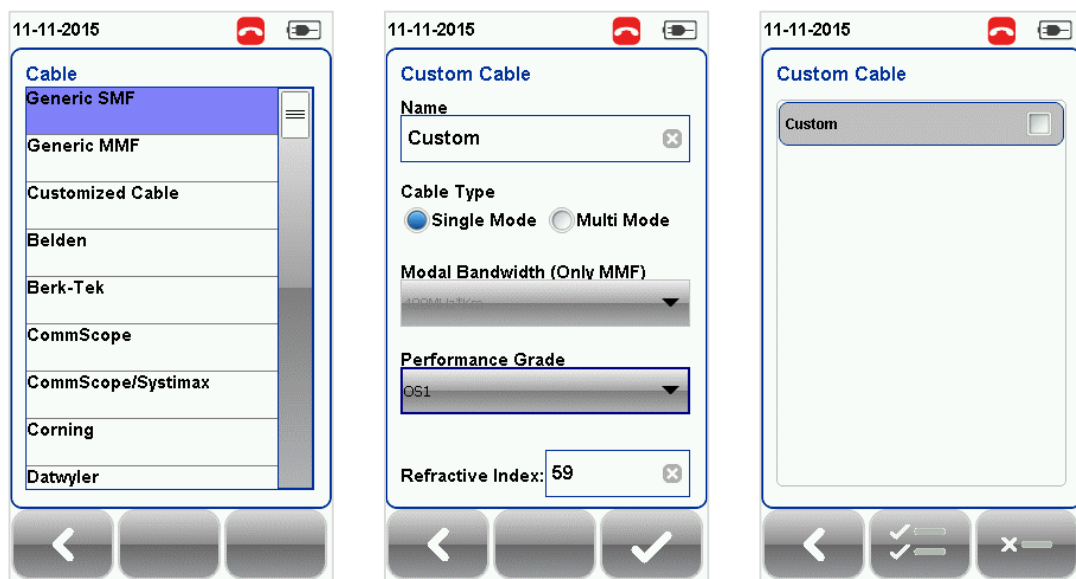 11-11-2015
Cable
Generic SMF
Generic MMF
Customized Cable
Belden
Berk-Tek
CommScope
CommScope/Systimax
Corning
Datwyler
11-11-2015
Custom Cable
Name
Custom
Cable Type
Single Mode Multi Mode
Modal Bandwidth (Only MMF)
Performance Grade
OS1
Refractive Index: 59
11-11-2015
Custom Cable
Custom